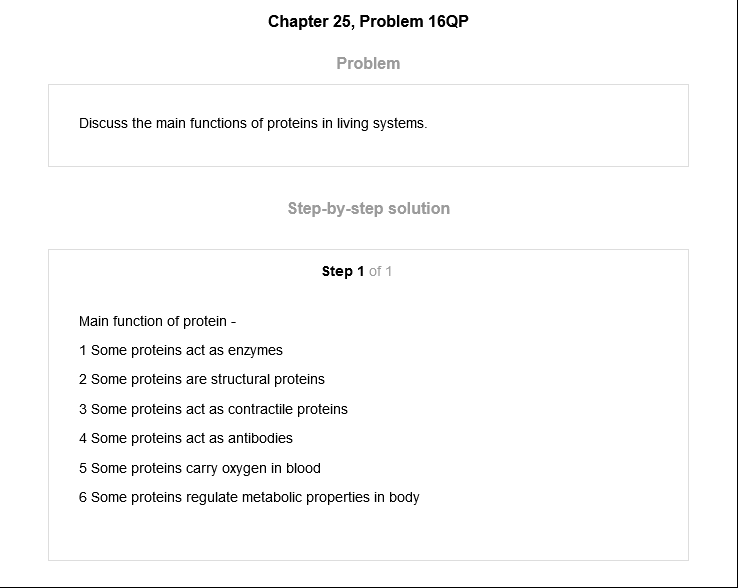 Chapter 25, Problem 16QP
Problem
Discuss the main functions of proteins in living systems.
Step-by-step solution
Step 1 of 1
Main function of protein -
1 Some proteins act as enzymes
2 Some proteins are structural proteins
3 Some proteins act as contractile proteins
4 Some proteins act as antibodies
5 Some proteins carry oxygen in blood
6 Some proteins regulate metabolic properties in body